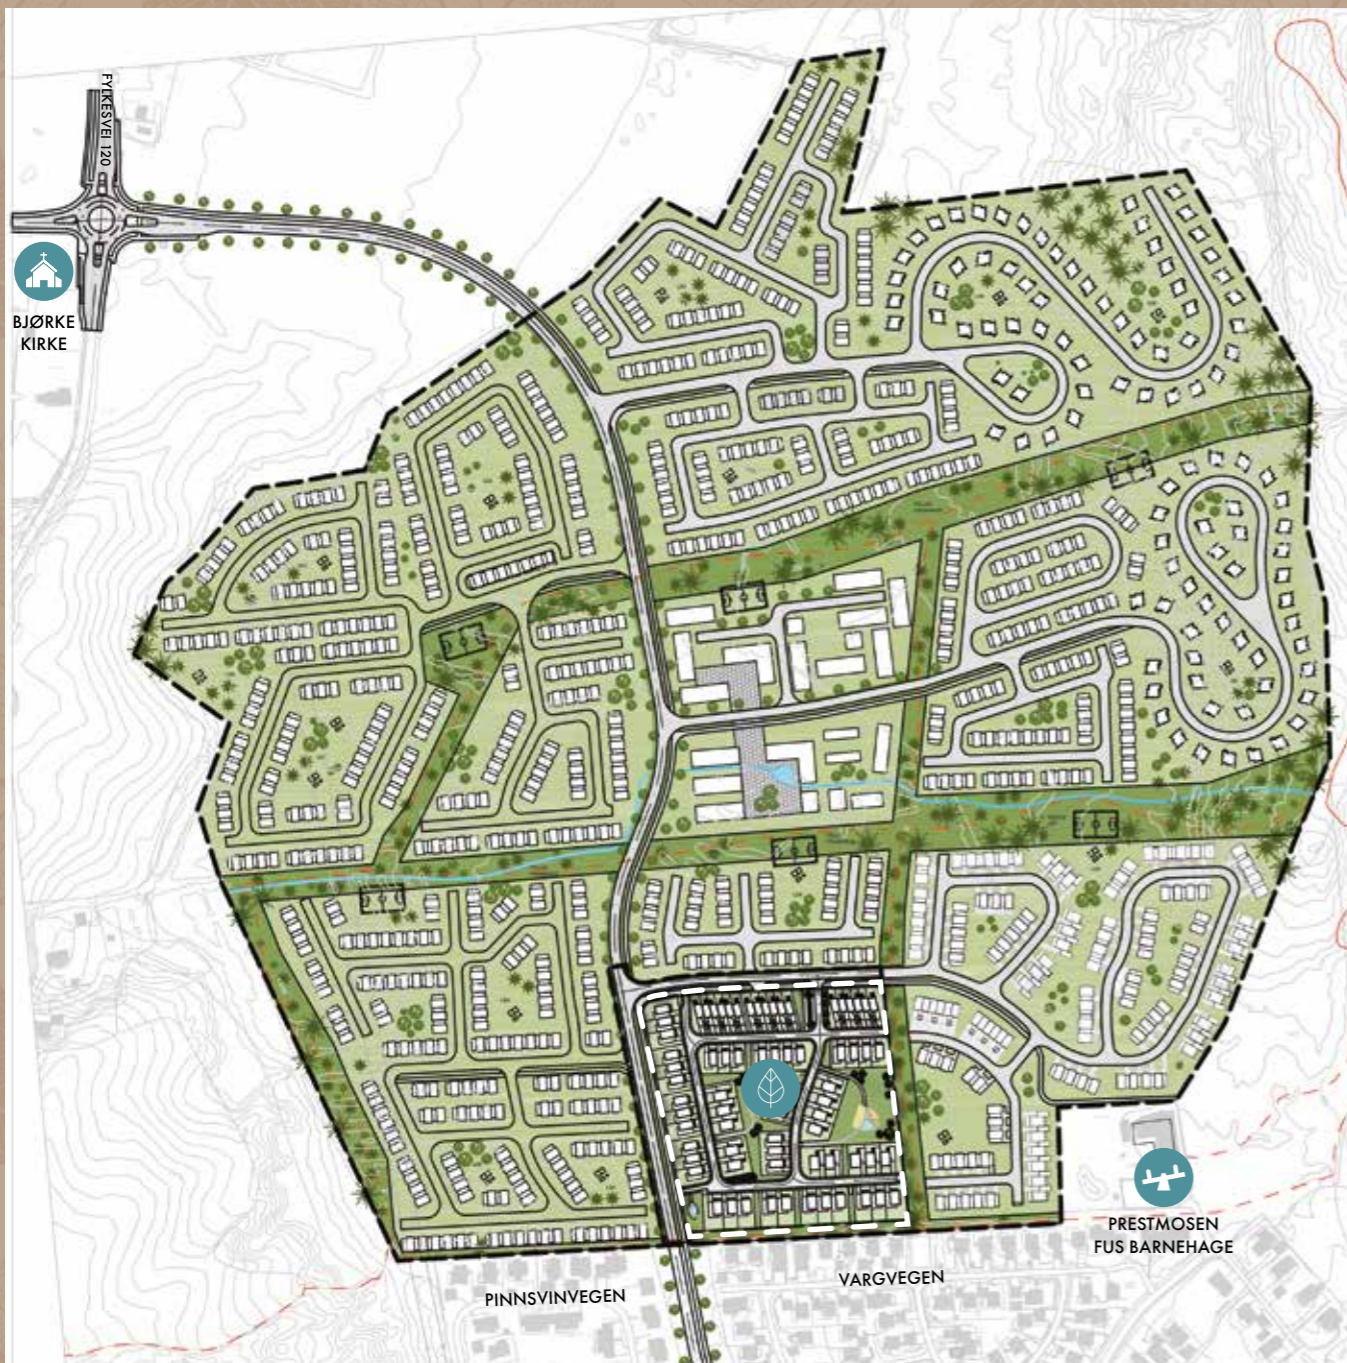 FYLKESVEI 120
BJØRKE
KIRKE
PRESTMOSEN
FUS BARNEHAGE
VARGVEGEN
PINNSVINVEGEN